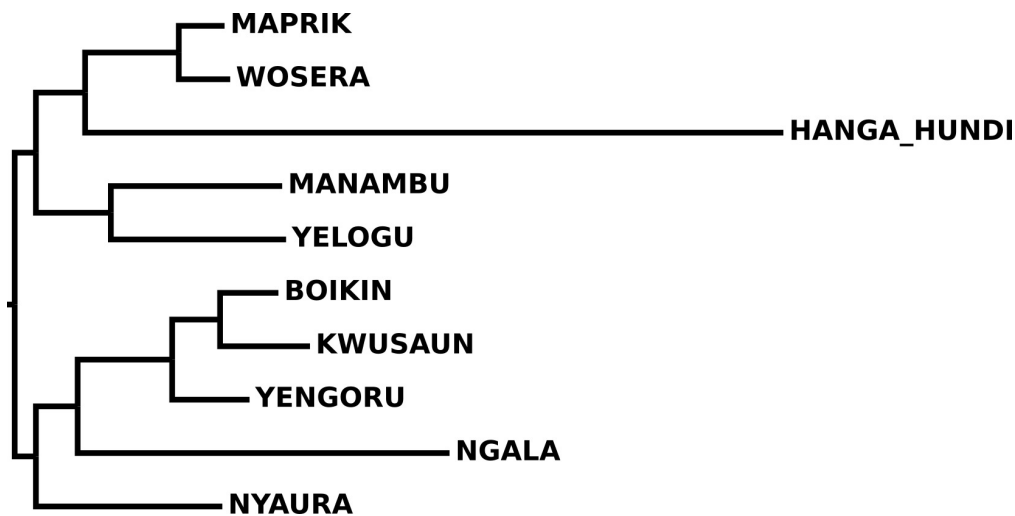 MAPRIK
WOSERA
HANGA_HUNDI
MANAMBU
YELOGU
BOIKIN
KWUSAUN
YENGORU
NGALA
NYAURA